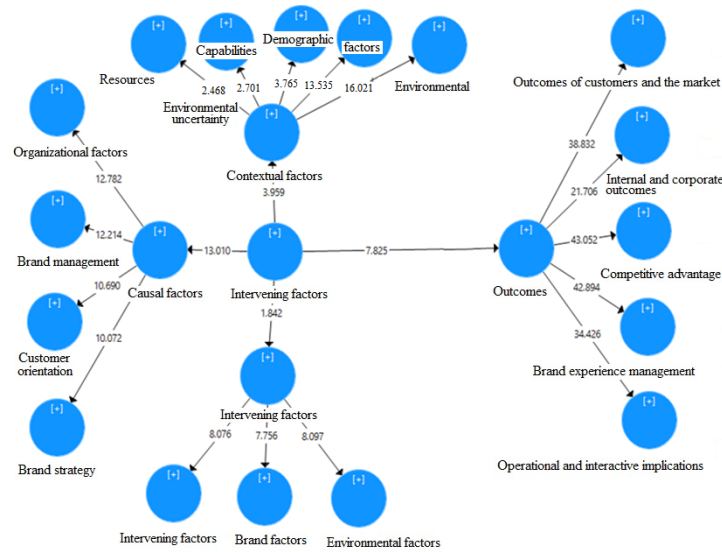 [+]
[+]
[+]
[+]
[+]
Resources
Capabilities
Demographic
factors
Environmental
2.468
2.701
3.765
13.535
16.021
Environmental
uncertainty
[+]
Contextual factors
3.959
[+]
Organizational factors
12.782
[+]
Brand management
12.214
[+]
Causal factors
13.010
[+]
Intervening factors
7.825
[+]
Customer
orientation
10.690
[+]
Brand strategy
10.072
1.842
[+]
Intervening factors
8.076
7.756
8.097
[+]
Intervening factors
[+]
Brand factors
[+]
Environmental factors
[+]
Outcomes
[+]
Outcomes of customers and the market
38.832
[+]
Internal and corporate
outcomes
21.706
[+]
Competitive advantage
43.052
[+]
Brand experience management
42.894
[+]
Operational and interactive implications
34.426